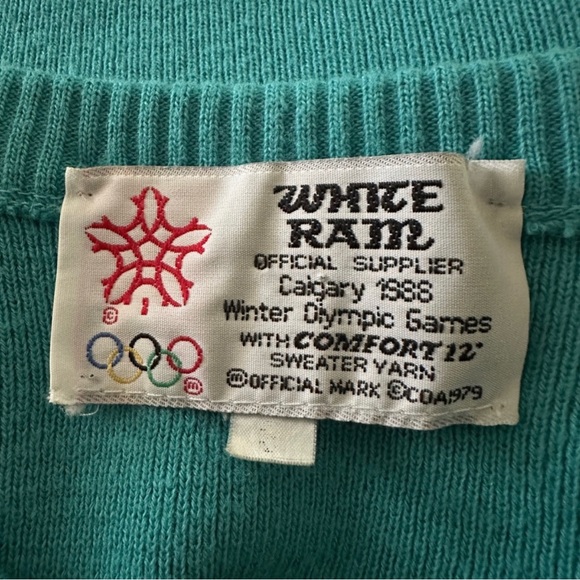 WHITE
RAM
OFFICIAL SUPPLIER
Calgary 1988
Winter Olympic Games
WITH COMFORT 12*
SWEATER YARN
ⓜ OFFICIAL MARK © COA1979
©
ⓜ